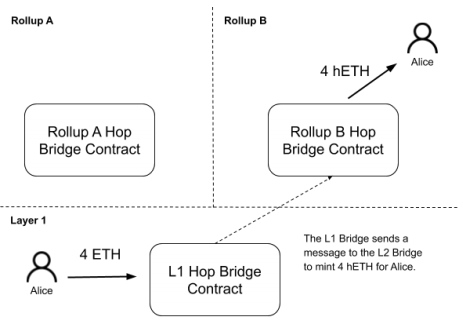 Rollup A
Rollup B
4 hETH
Alice
Rollup A Hop
Bridge Contract
Rollup B Hop
Bridge Contract
Layer 1
4 ETH
Alice
L1 Hop Bridge
Contract
The L1 Bridge sends a
message to the L2 Bridge
to mint 4 hETH for Alice.